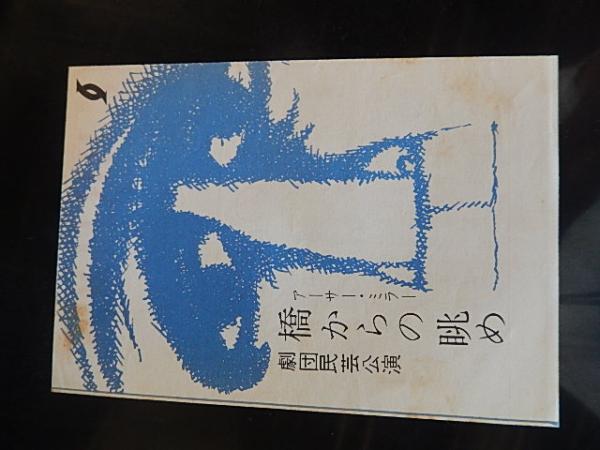 アーサー・ミラー
橋からの眺め
劇団民芸公演